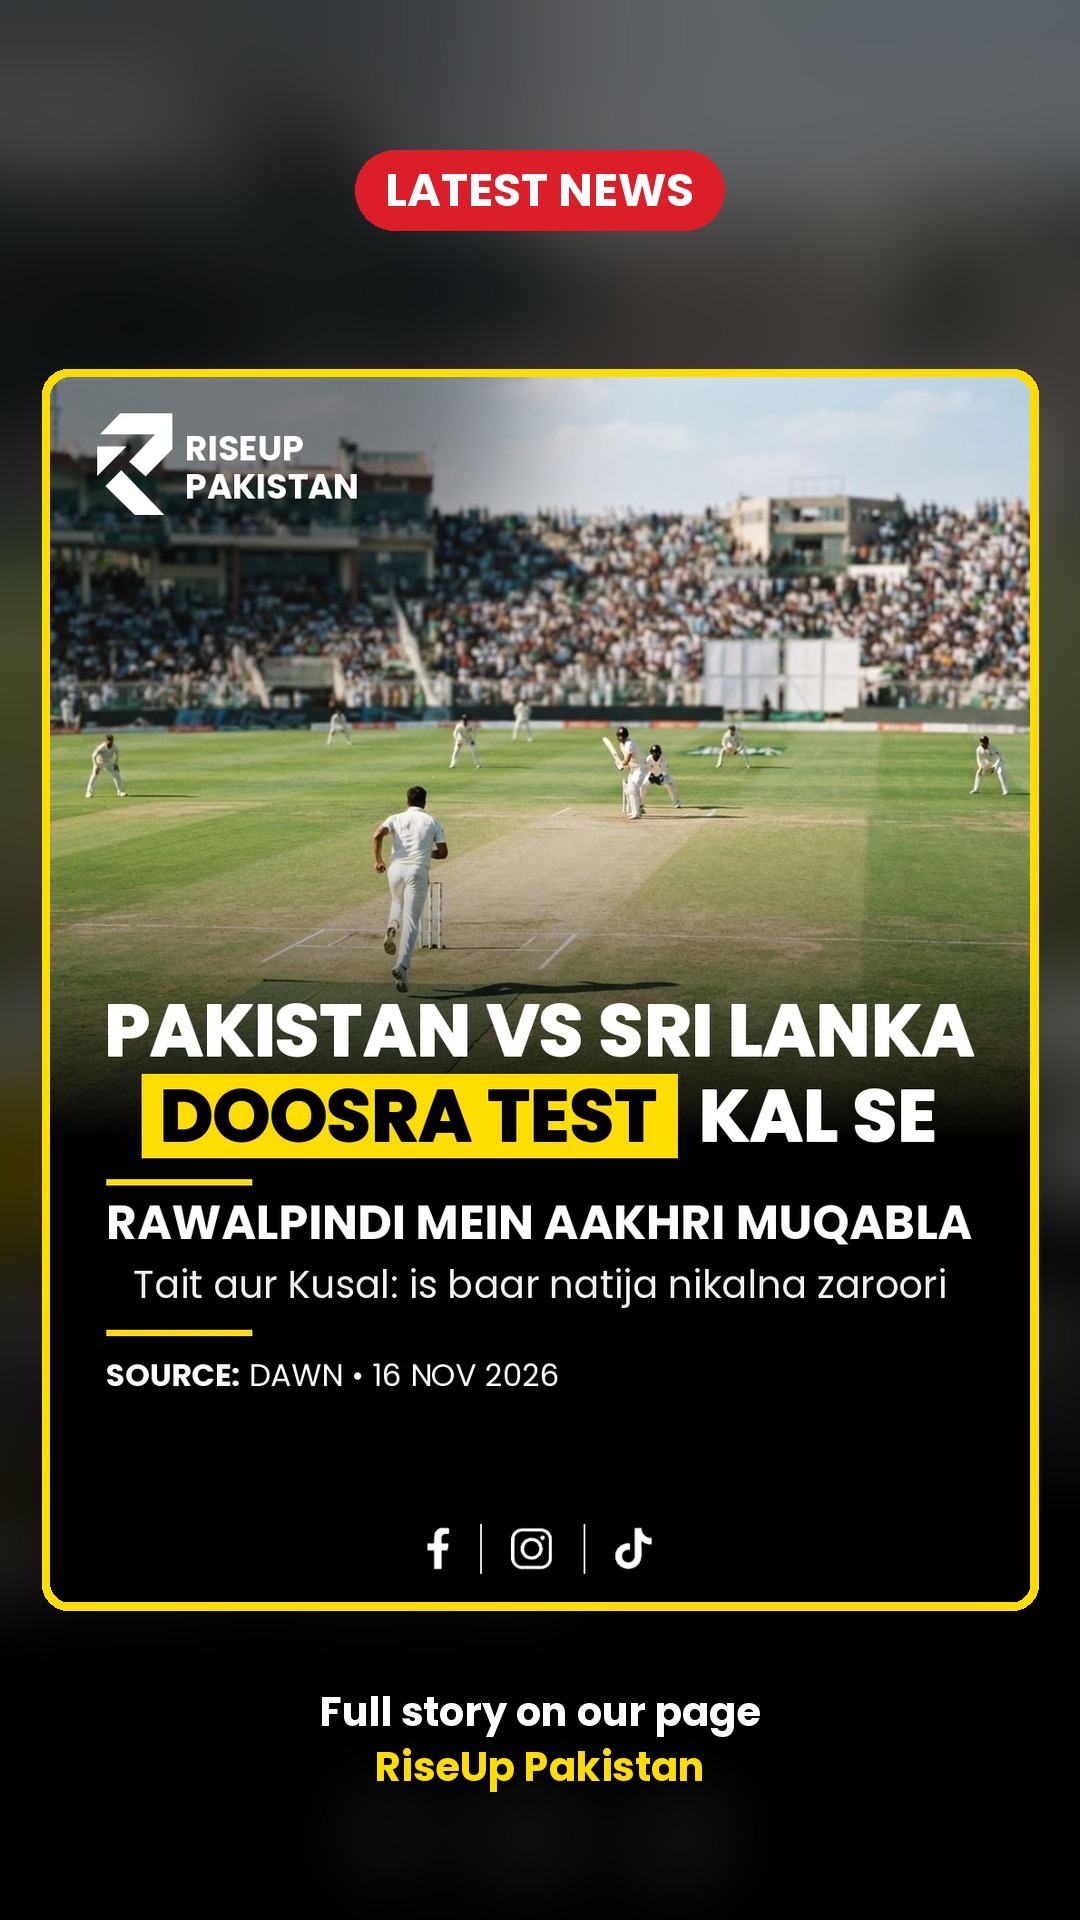 LATEST NEWS
RISEUP
PAKISTAN
PAKISTAN VS SRI LANKA
DOOSRA TEST KAL SE
RAWALPINDI MEIN AAKHRI MUQABLA
Tait aur Kusal: is baar natija nikalna zaroori
SOURCE: DAWN • 16 NOV 2026
Full story on our page
RiseUp Pakistan